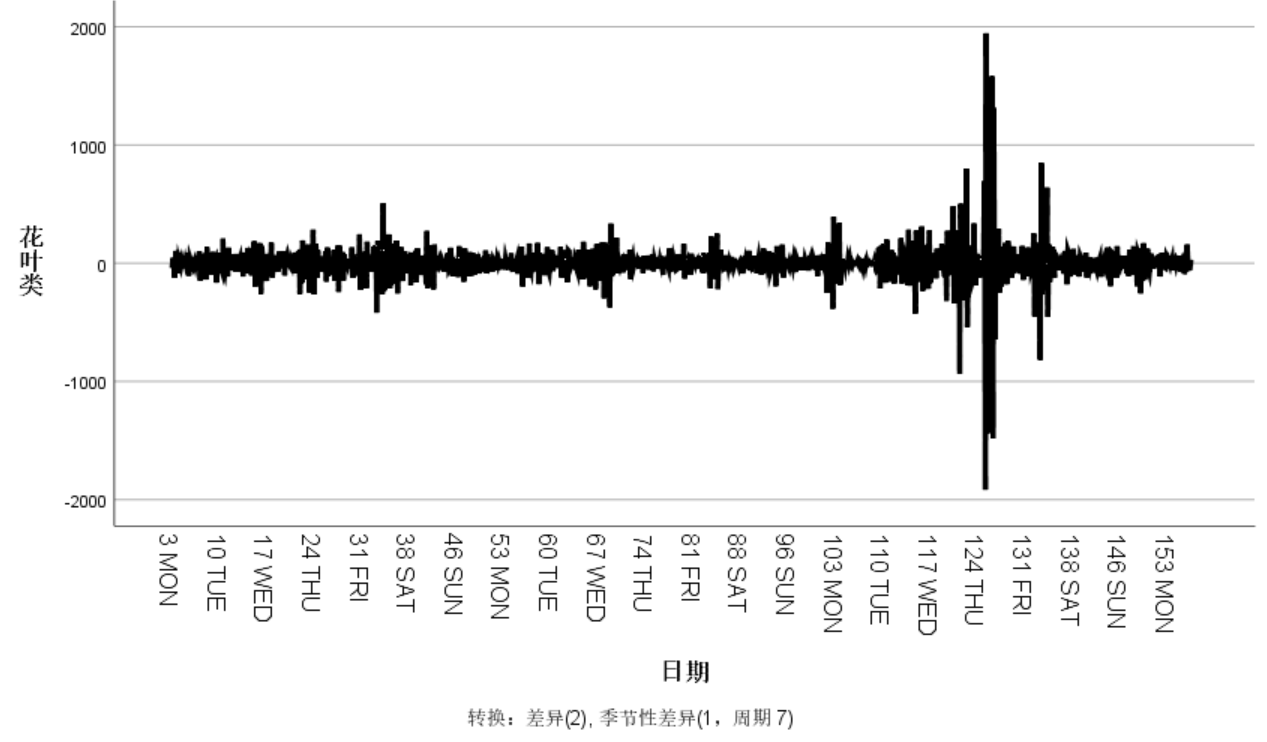 2000
1000
0
-1000
-2000
花叶类
3 MON
10 TUE
17 WED
24 THU
31 FRI
38 SAT
46 SUN
53 MON
60 TUE
67 WED
74 THU
81 FRI
88 SAT
96 SUN
103 MON
110 TUE
117 WED
124 THU
131 FRI
138 SAT
146 SUN
153 MON
日期
转换：差异(2), 季节性差异(1，周期 7)